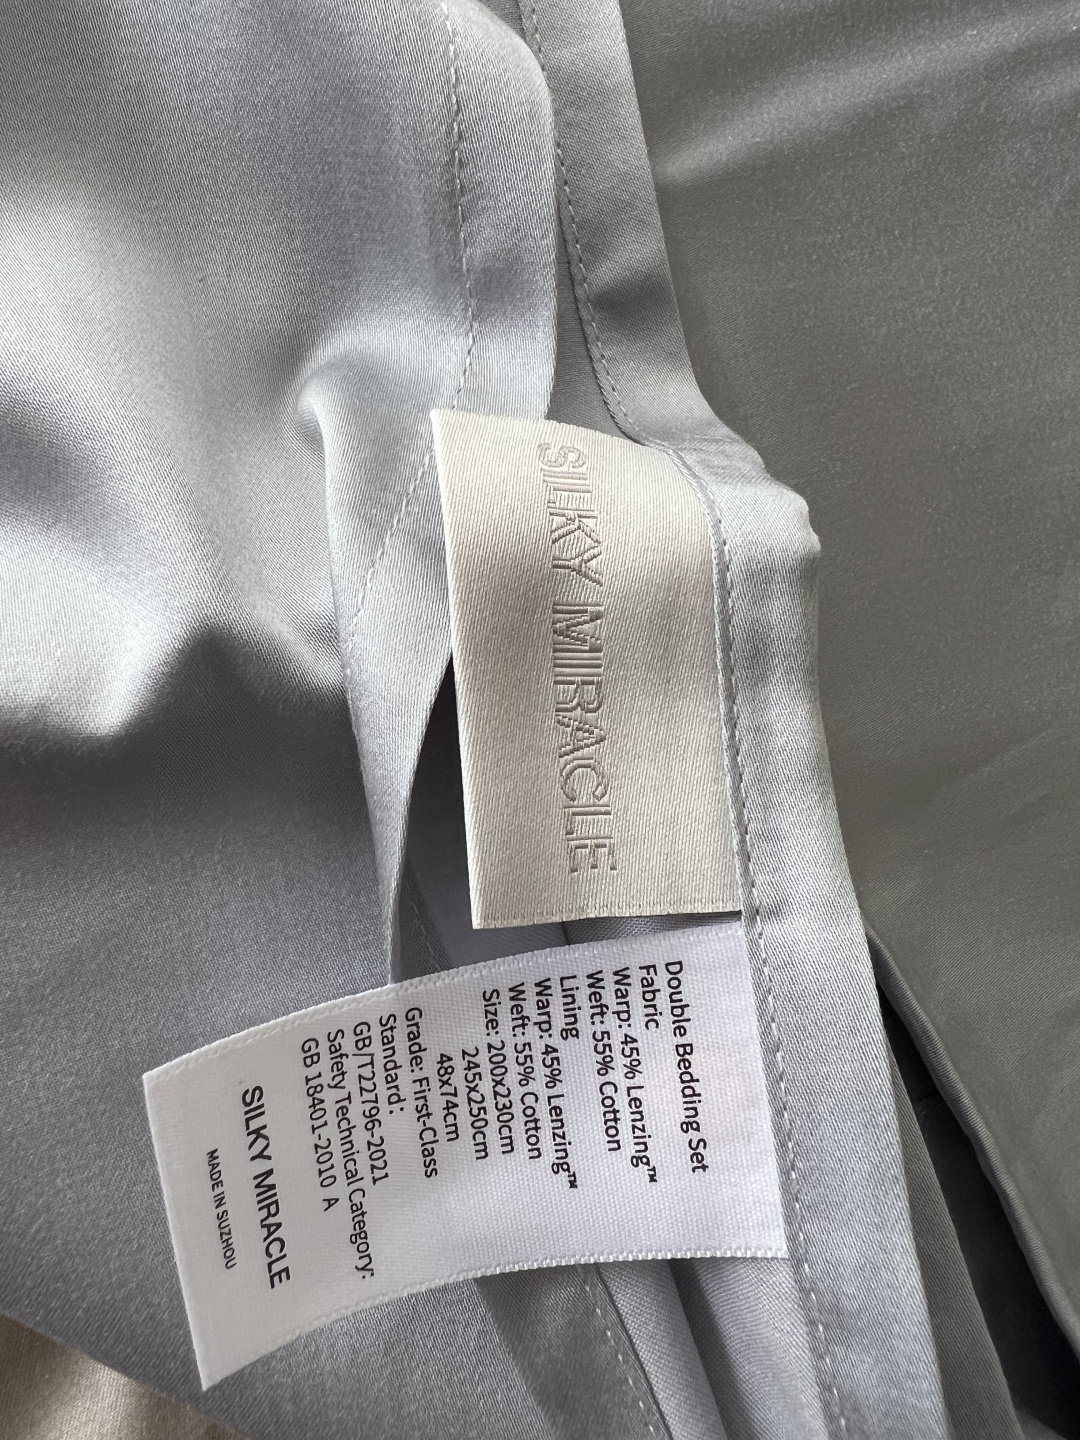 SILKY MIRACLE
Double Bedding Set
Fabric
Warp: 45% Lenzing™
Weft: 55% Cotton
Lining
Warp: 45% Lenzing™
Weft: 55% Cotton
Size: 200x230cm
245x250cm
48x74cm
Grade: First-Class
Standard:
GB/T22796-2021
Safety Technical Category:
GB 18401-2010 A
SILKY MIRACLE
MADE IN SUZHOU